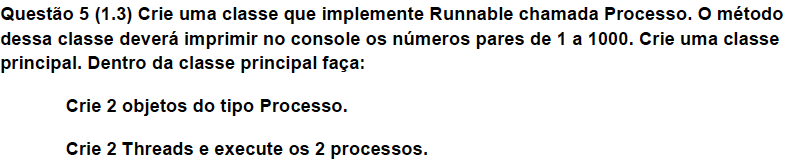 Questão 5 (1.3) Crie uma classe que implemente Runnable chamada Processo. O método
dessa classe deverá imprimir no console os números pares de 1 a 1000. Crie uma classe
principal. Dentro da classe principal faça:
Crie 2 objetos do tipo Processo.
Crie 2 Threads e execute os 2 processos.